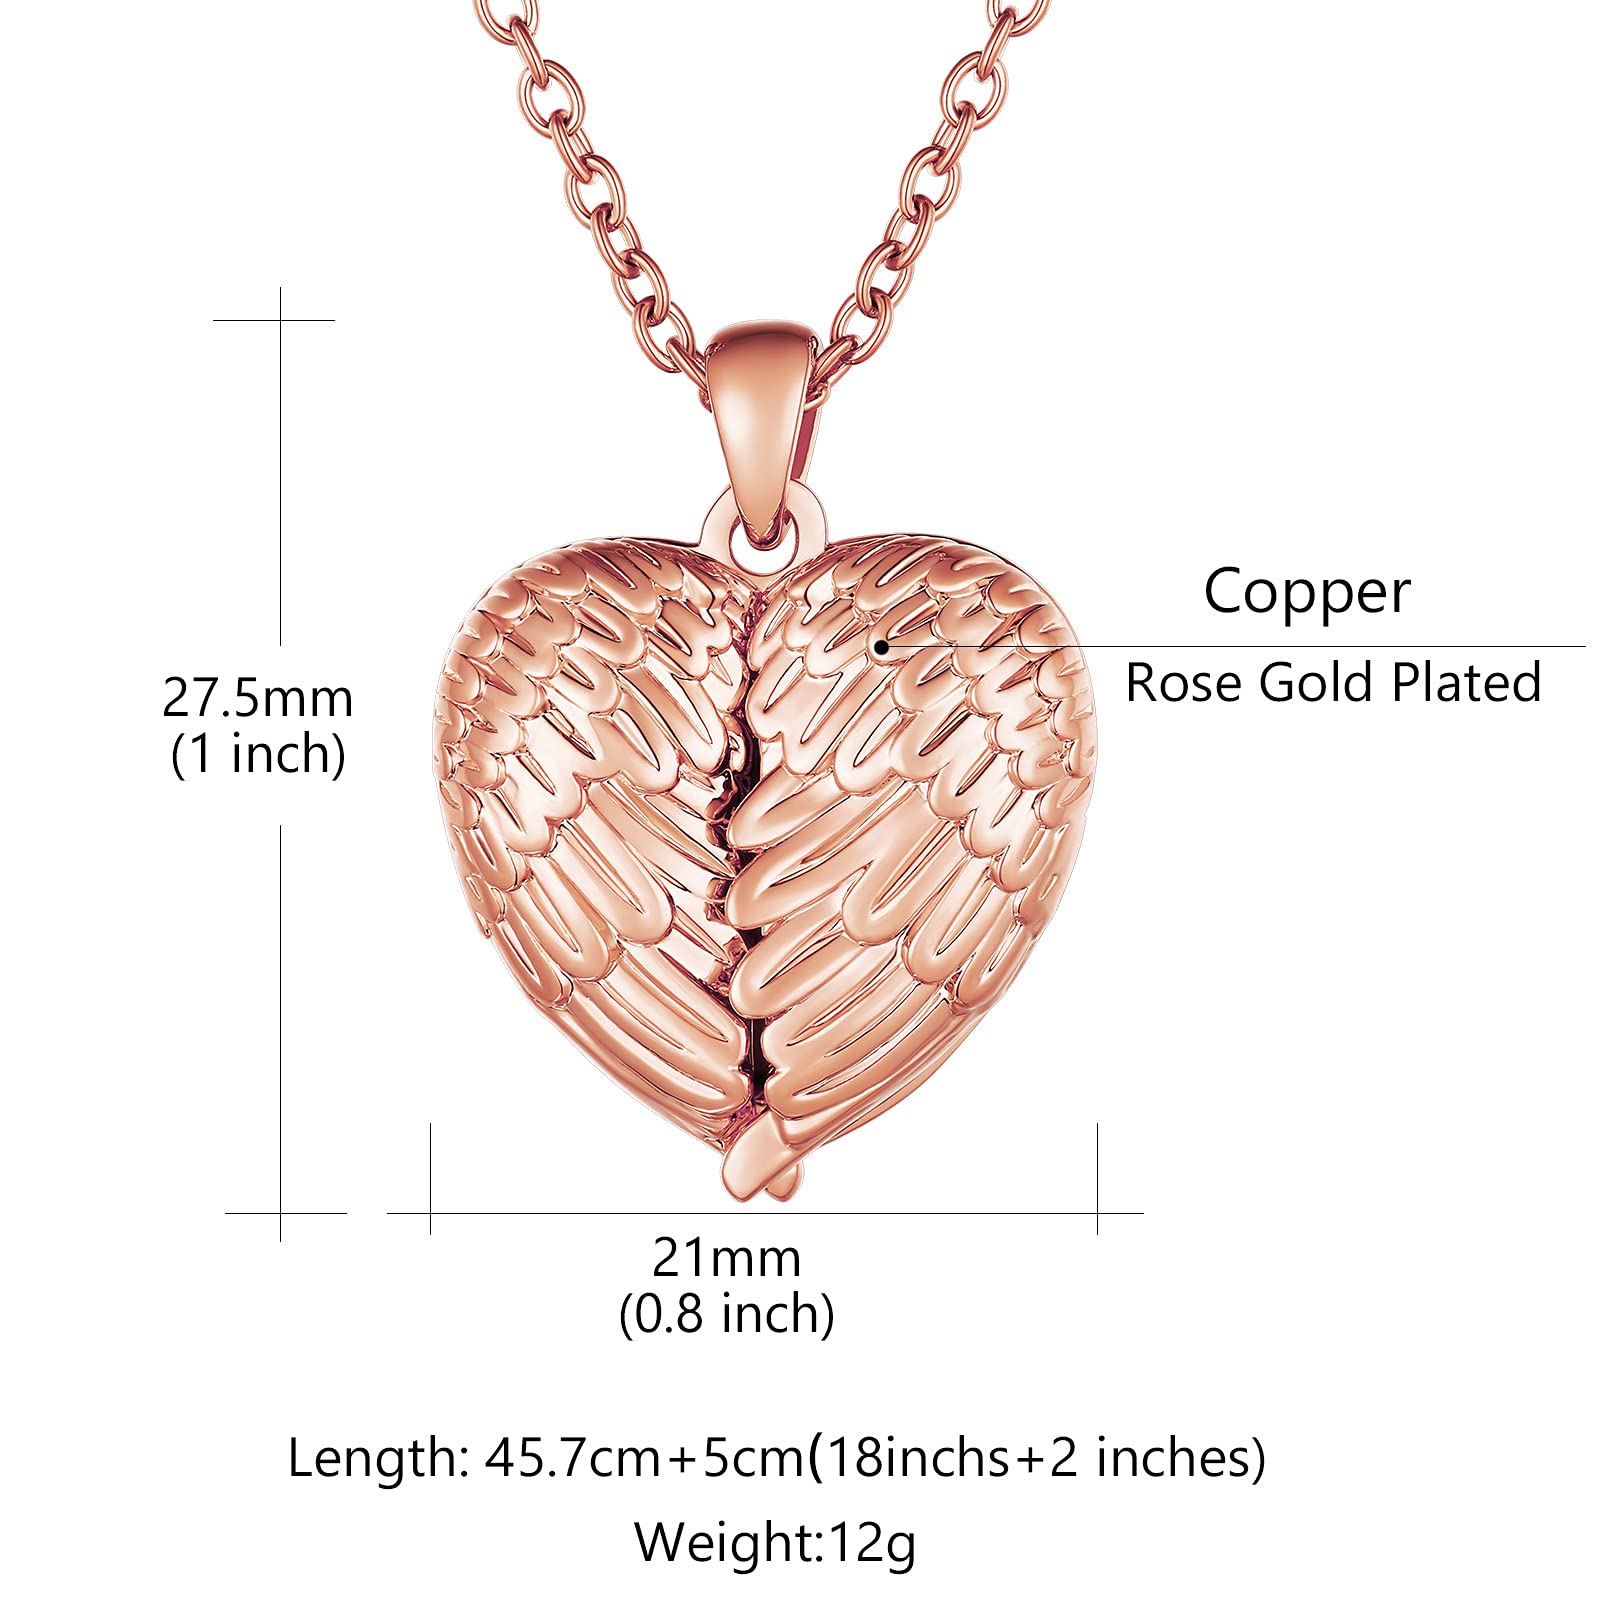 Copper
Rose Gold Plated
27.5mm
(1 inch)
21mm
(0.8 inch)
Length: 45.7cm+5cm(18inchs+2 inches)
Weight:12g